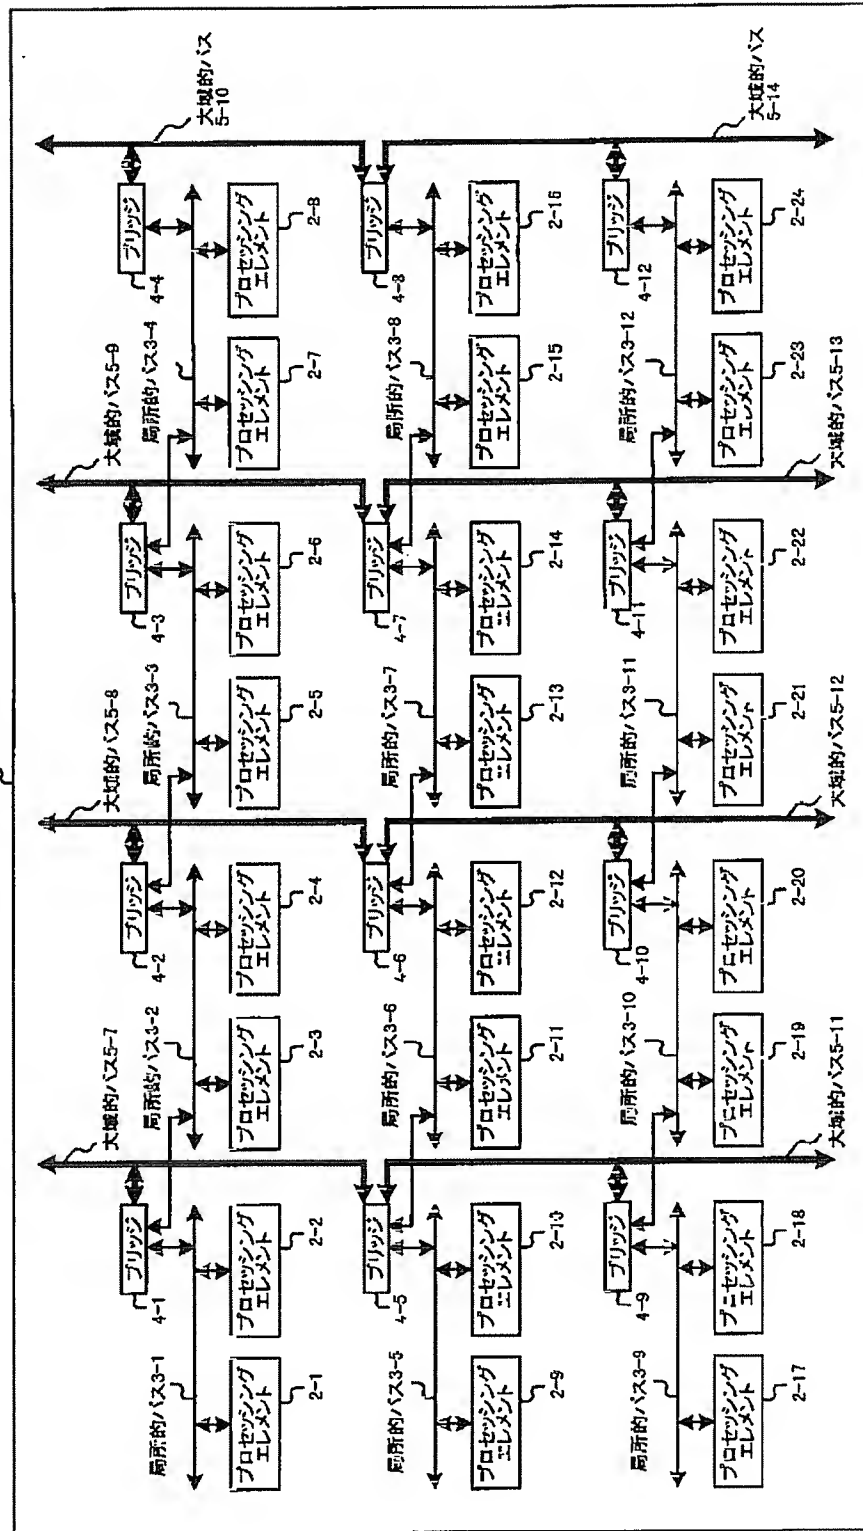 大域的バス5-7
大域的バス5-8
大域的バス5-9
大域的バス
5-10
ブリッジ
4-1
ブリッジ
4-2
ブリッジ
4-3
ブリッジ
4-4
局所的バス3-1
局所的バス3-2
局所的バス3-3
局所的バス3-4
プロセッシング
エレメント
2-1
プロセッシング
エレメント
2-2
プロセッシング
エレメント
2-3
プロセッシング
エレメント
2-4
プロセッシング
エレメント
2-5
プロセッシング
エレメント
2-6
プロセッシング
エレメント
2-7
プロセッシング
エレメント
2-8
ブリッジ
4-5
ブリッジ
4-6
ブリッジ
4-7
ブリッジ
4-8
局所的バス3-5
局所的バス3-6
局所的バス3-7
局所的バス3-8
プロセッシング
エレメント
2-9
プロセッシング
エレメント
2-10
プロセッシング
エレメント
2-11
プロセッシング
エレメント
2-12
プロセッシング
エレメント
2-13
プロセッシング
エレメント
2-14
プロセッシング
エレメント
2-15
プロセッシング
エレメント
2-16
ブリッジ
4-9
ブリッジ
4-10
ブリッジ
4-11
ブリッジ
4-12
局所的バス3-9
局所的バス3-10
局所的バス3-11
局所的バス3-12
プロセッシング
エレメント
2-17
プロセッシング
エレメント
2-18
プロセッシング
エレメント
2-19
プロセッシング
エレメント
2-20
プロセッシング
エレメント
2-21
プロセッシング
エレメント
2-22
プロセッシング
エレメント
2-23
プロセッシング
エレメント
2-24
大域的バス5-11
大域的バス5-12
大域的バス5-13
大域的バス
5-14